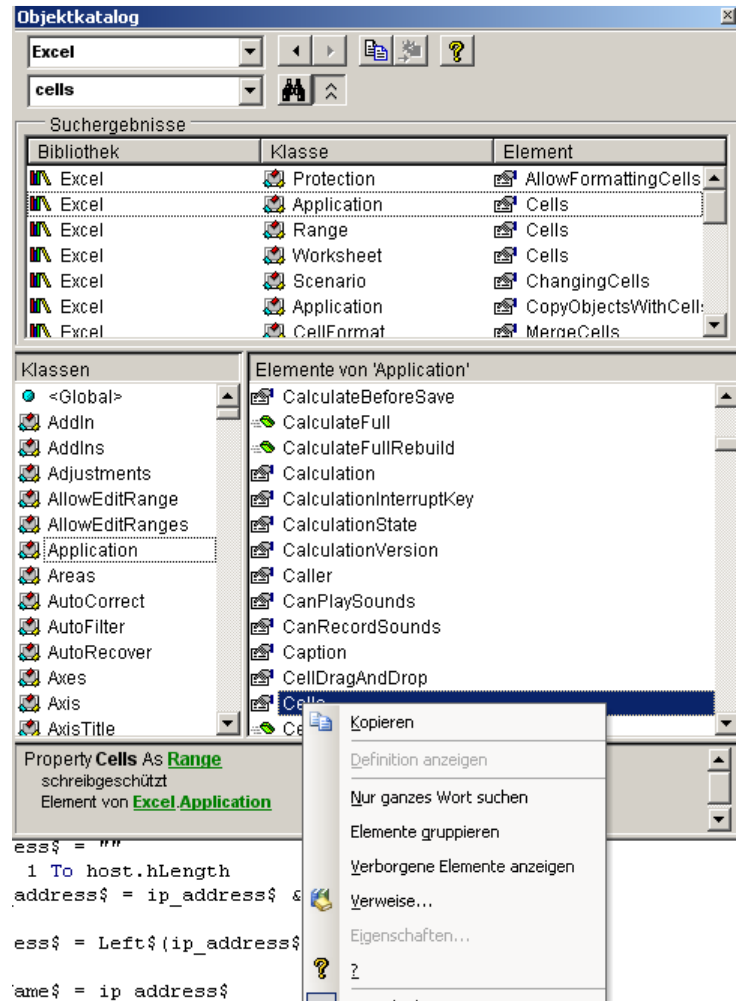 Objektkatalog
Excel
cells
Suchergebnisse
Bibliothek Klasse Element
Excel Protection AllowFormattingCells
Excel Application Cells
Excel Range Cells
Excel Worksheet Cells
Excel Scenario ChangingCells
Excel Application CopyObjectsWithCells
Excel CellFormat MergeCells
Klassen Elemente von 'Application'
<Global> CalculateBeforeSave
AddIn CalculateFull
AddIns CalculateFullRebuild
Adjustments Calculation
AllowEditRange CalculationInterruptKey
AllowEditRanges CalculationState
Application CalculationVersion
Areas Caller
AutoCorrect CanPlaySounds
AutoFilter CanRecordSounds
AutoRecover Caption
Axes CellDragAndDrop
Axis Cells
AxisTitle Ce
Kopieren
Definition anzeigen
Nur ganzes Wort suchen
Elemente gruppieren
Verborgene Elemente anzeigen
Verweise...
Eigenschaften...
?
Property Cells As Range
schreibgeschützt
Element von Excel.Application
ess$ = ""
1 To host.hLength
address$ = ip_address$ &
ess$ = Left$(ip_address$
ame$ = ip address$